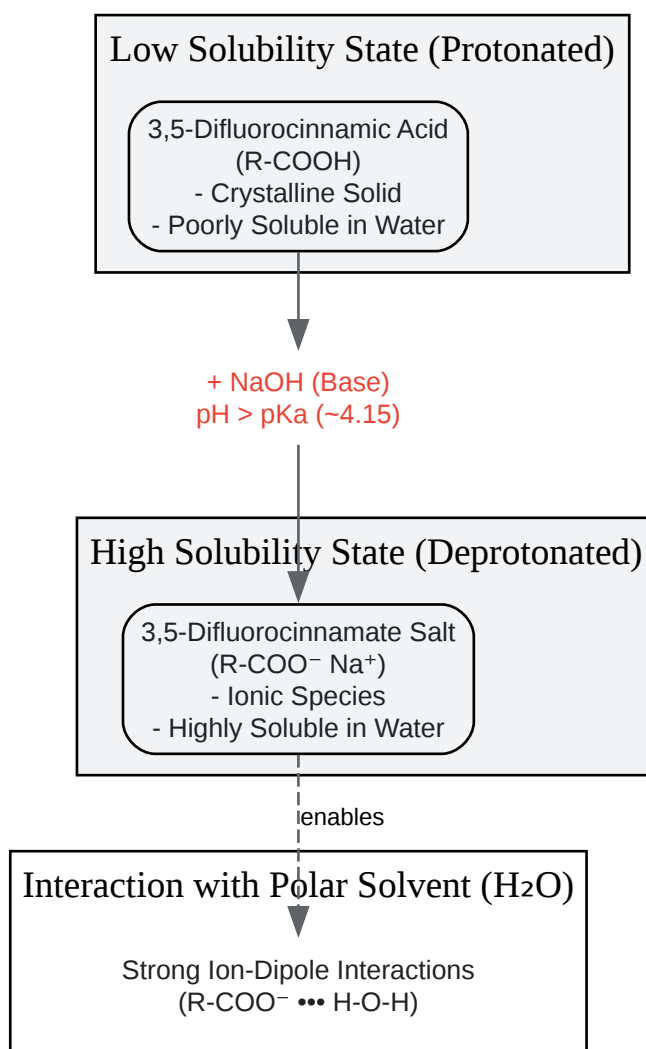 Low Solubility State (Protonated)
3,5-Difluorocinnamic Acid
(R-COOH)
- Crystalline Solid
- Poorly Soluble in Water
+ NaOH (Base)
pH > pKa (~4.15)
High Solubility State (Deprotonated)
3,5-Difluorocinnamate Salt
(R-COO⁻ Na⁺)
- Ionic Species
- Highly Soluble in Water
enables
Interaction with Polar Solvent (H₂O)
Strong Ion-Dipole Interactions
(R-COO⁻ ••• H-O-H)